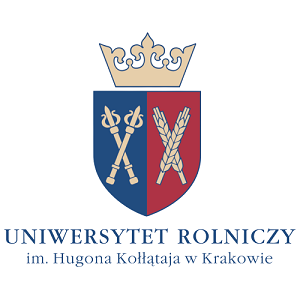 UNIWERSYTET ROLNICZY
im. Hugona Kołłątaja w Krakowie